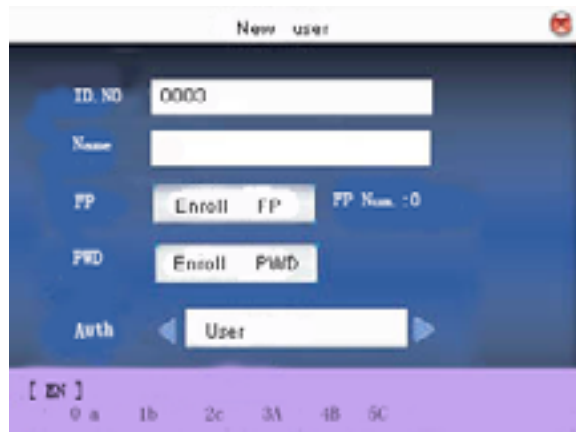 New user
ID.NO 0003
Name
FP Enroll FP FP Num. :0
PWD Enroll PWD
Auth User
[ EN ]
0 a 1b 2c 3A 4B 5C